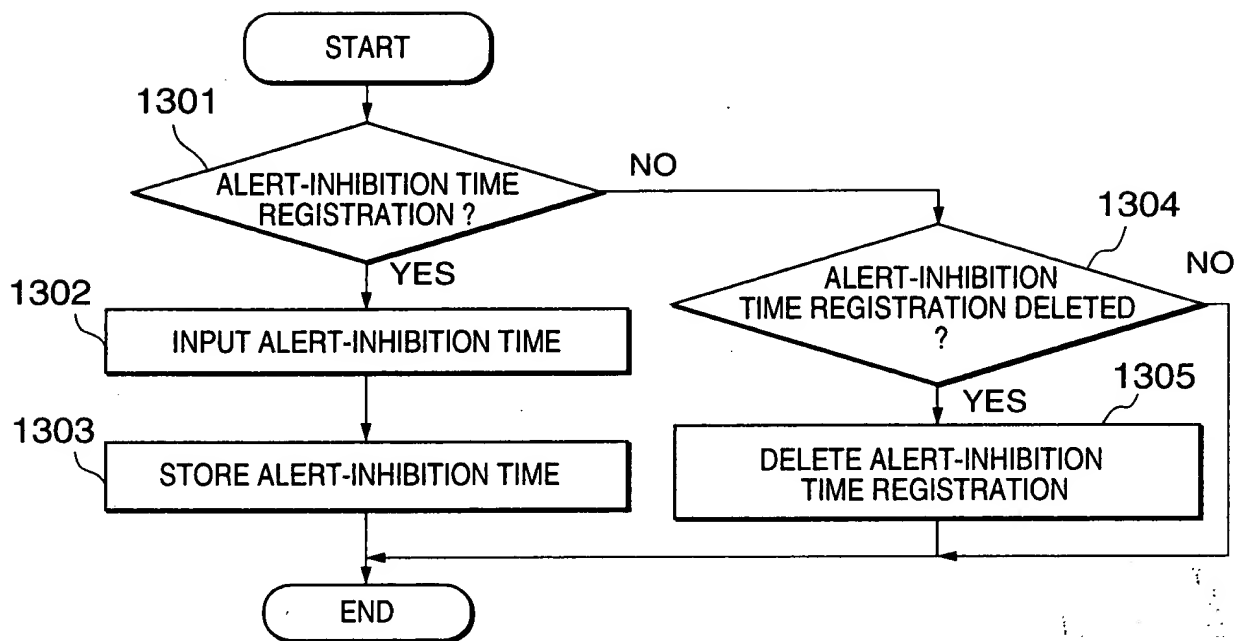 START
1301
ALERT-INHIBITION TIME
REGISTRATION ?
NO
YES
1302
INPUT ALERT-INHIBITION TIME
1303
STORE ALERT-INHIBITION TIME
1304
ALERT-INHIBITION
TIME REGISTRATION DELETED
?
NO
YES
1305
DELETE ALERT-INHIBITION
TIME REGISTRATION
END